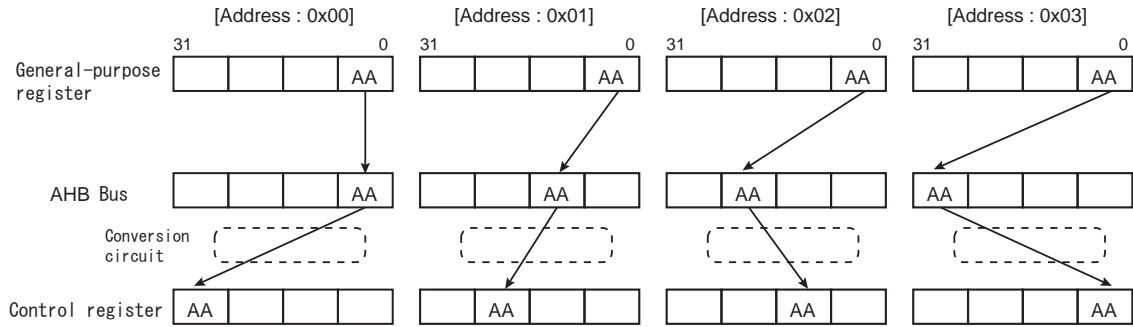 [Address : 0x00] [Address : 0x01] [Address : 0x02] [Address : 0x03]
31 0 31 0 31 0 31 0
General-purpose
register
AA AA AA AA
AHB Bus AA AA AA AA
Conversion
circuit
Control register AA AA AA AA